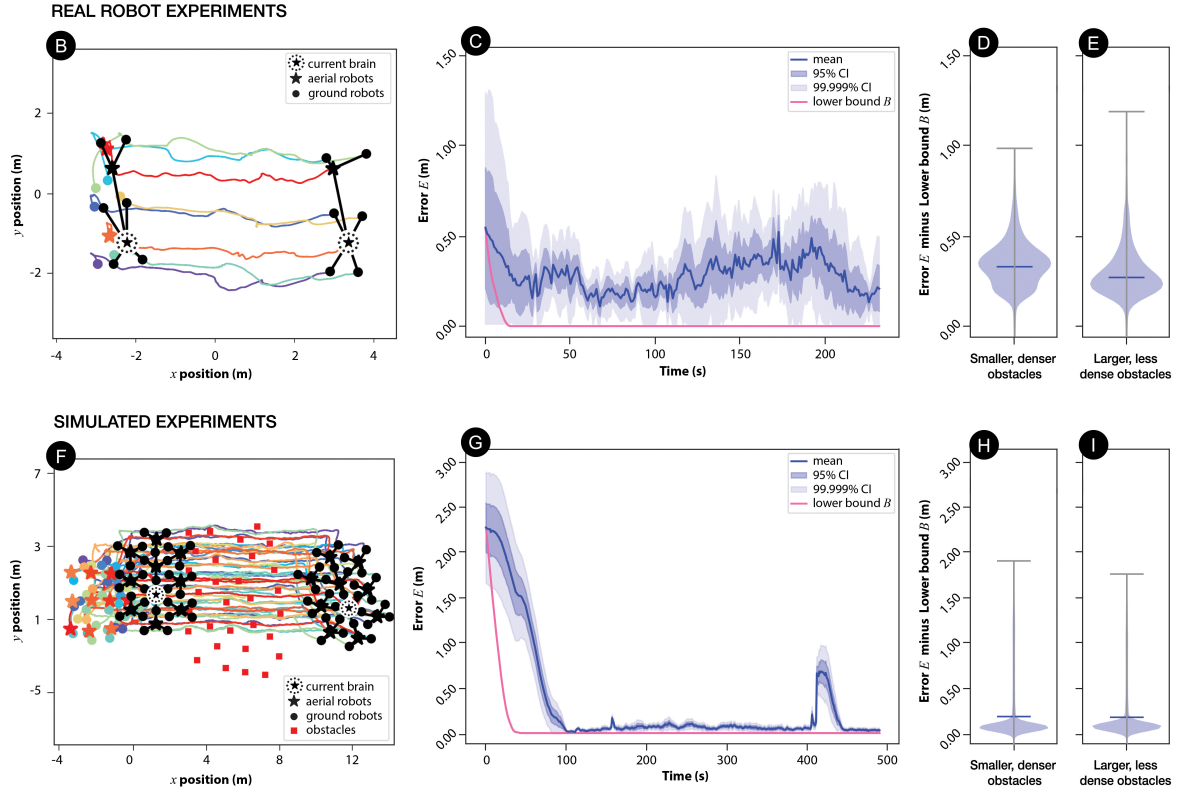 REAL ROBOT EXPERIMENTS
B
current brain
aerial robots
ground robots
2
0
-2
y position (m)
-4
-2
0
2
4
x position (m)
C
mean
95% CI
99.999% CI
lower bound B
1.50
1.00
0.50
0.00
Error E (m)
0
50
100
150
200
Time (s)
D
E
1.50
1.00
0.50
0.00
Error E minus Lower bound B (m)
Smaller, denser
obstacles
Larger, less
dense obstacles
SIMULATED EXPERIMENTS
F
7
3
1
-5
y position (m)
current brain
aerial robots
ground robots
obstacles
-4
0
4
8
12
x position (m)
G
mean
95% CI
99.999% CI
lower bound B
3.00
2.50
2.00
1.50
1.00
0.50
0.00
Error E (m)
0
100
200
300
400
500
Time (s)
H
I
3.00
2.50
2.00
1.50
1.00
0.50
0.00
Error E minus Lower bound B (m)
Smaller, denser
obstacles
Larger, less
dense obstacles